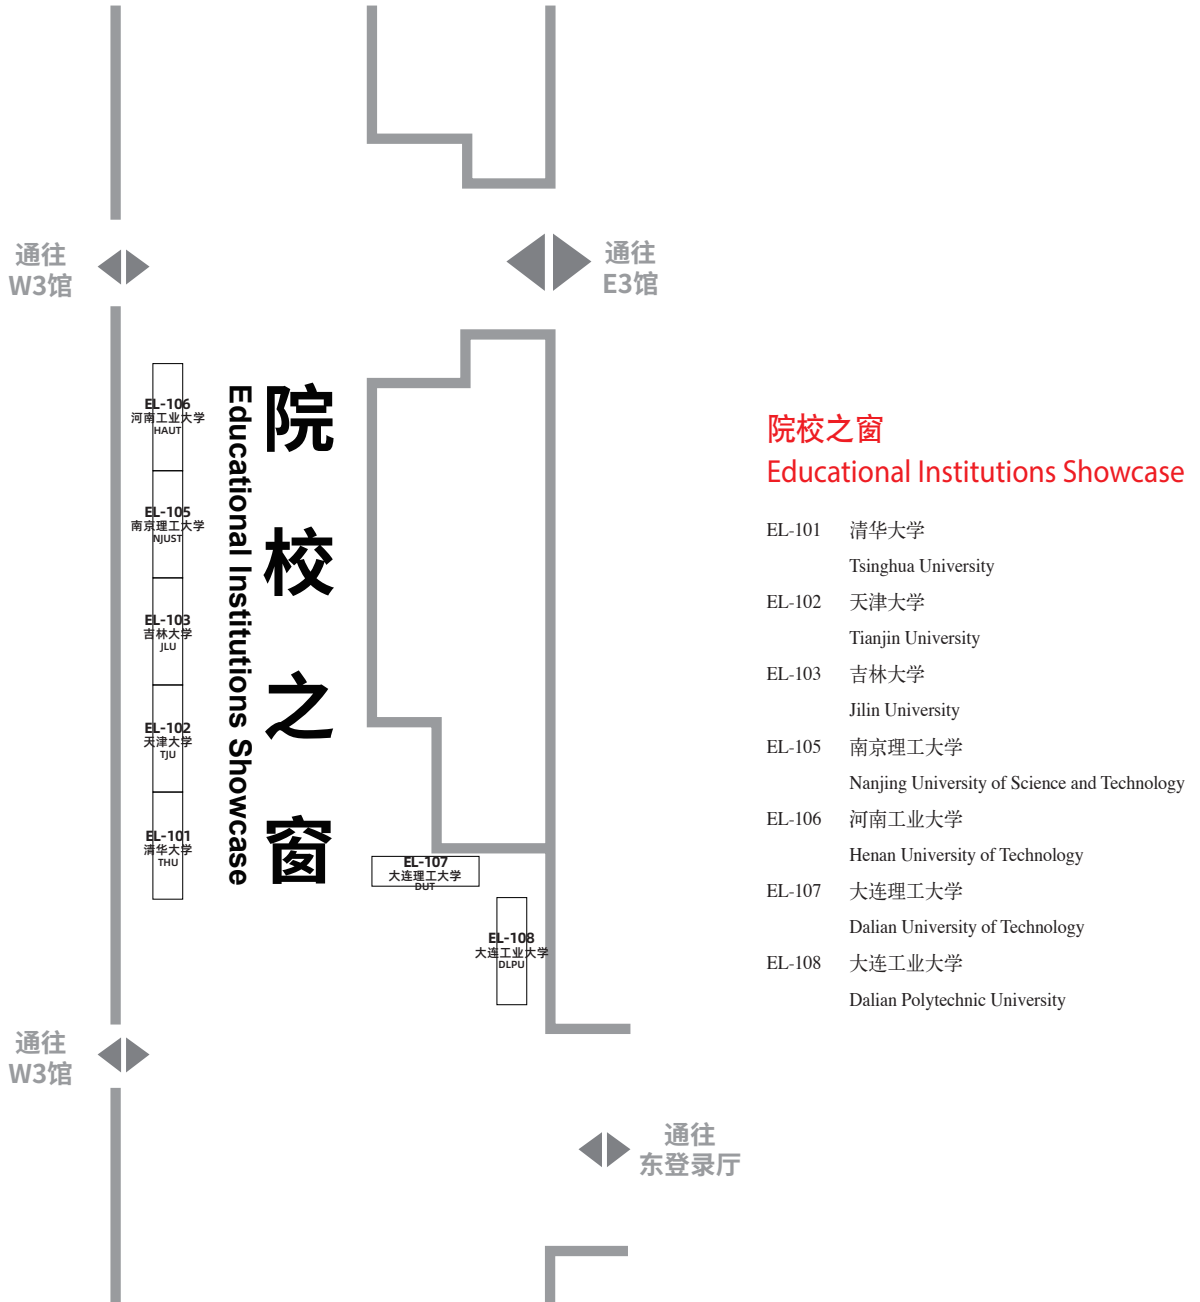 通往
W3馆
通往
E3馆
EL-106
河南工业大学
HAUT
EL-105
南京理工大学
NJUST
EL-103
吉林大学
JLU
EL-102
天津大学
TJU
EL-101
清华大学
THU
Educational Institutions Showcase
院校之窗
EL-107
大连理工大学
DUT
EL-108
大连工业大学
DLPU
通往
W3馆
通往
东登录厅
院校之窗
Educational Institutions Showcase
EL-101 清华大学
Tsinghua University
EL-102 天津大学
Tianjin University
EL-103 吉林大学
Jilin University
EL-105 南京理工大学
Nanjing University of Science and Technology
EL-106 河南工业大学
Henan University of Technology
EL-107 大连理工大学
Dalian University of Technology
EL-108 大连工业大学
Dalian Polytechnic University